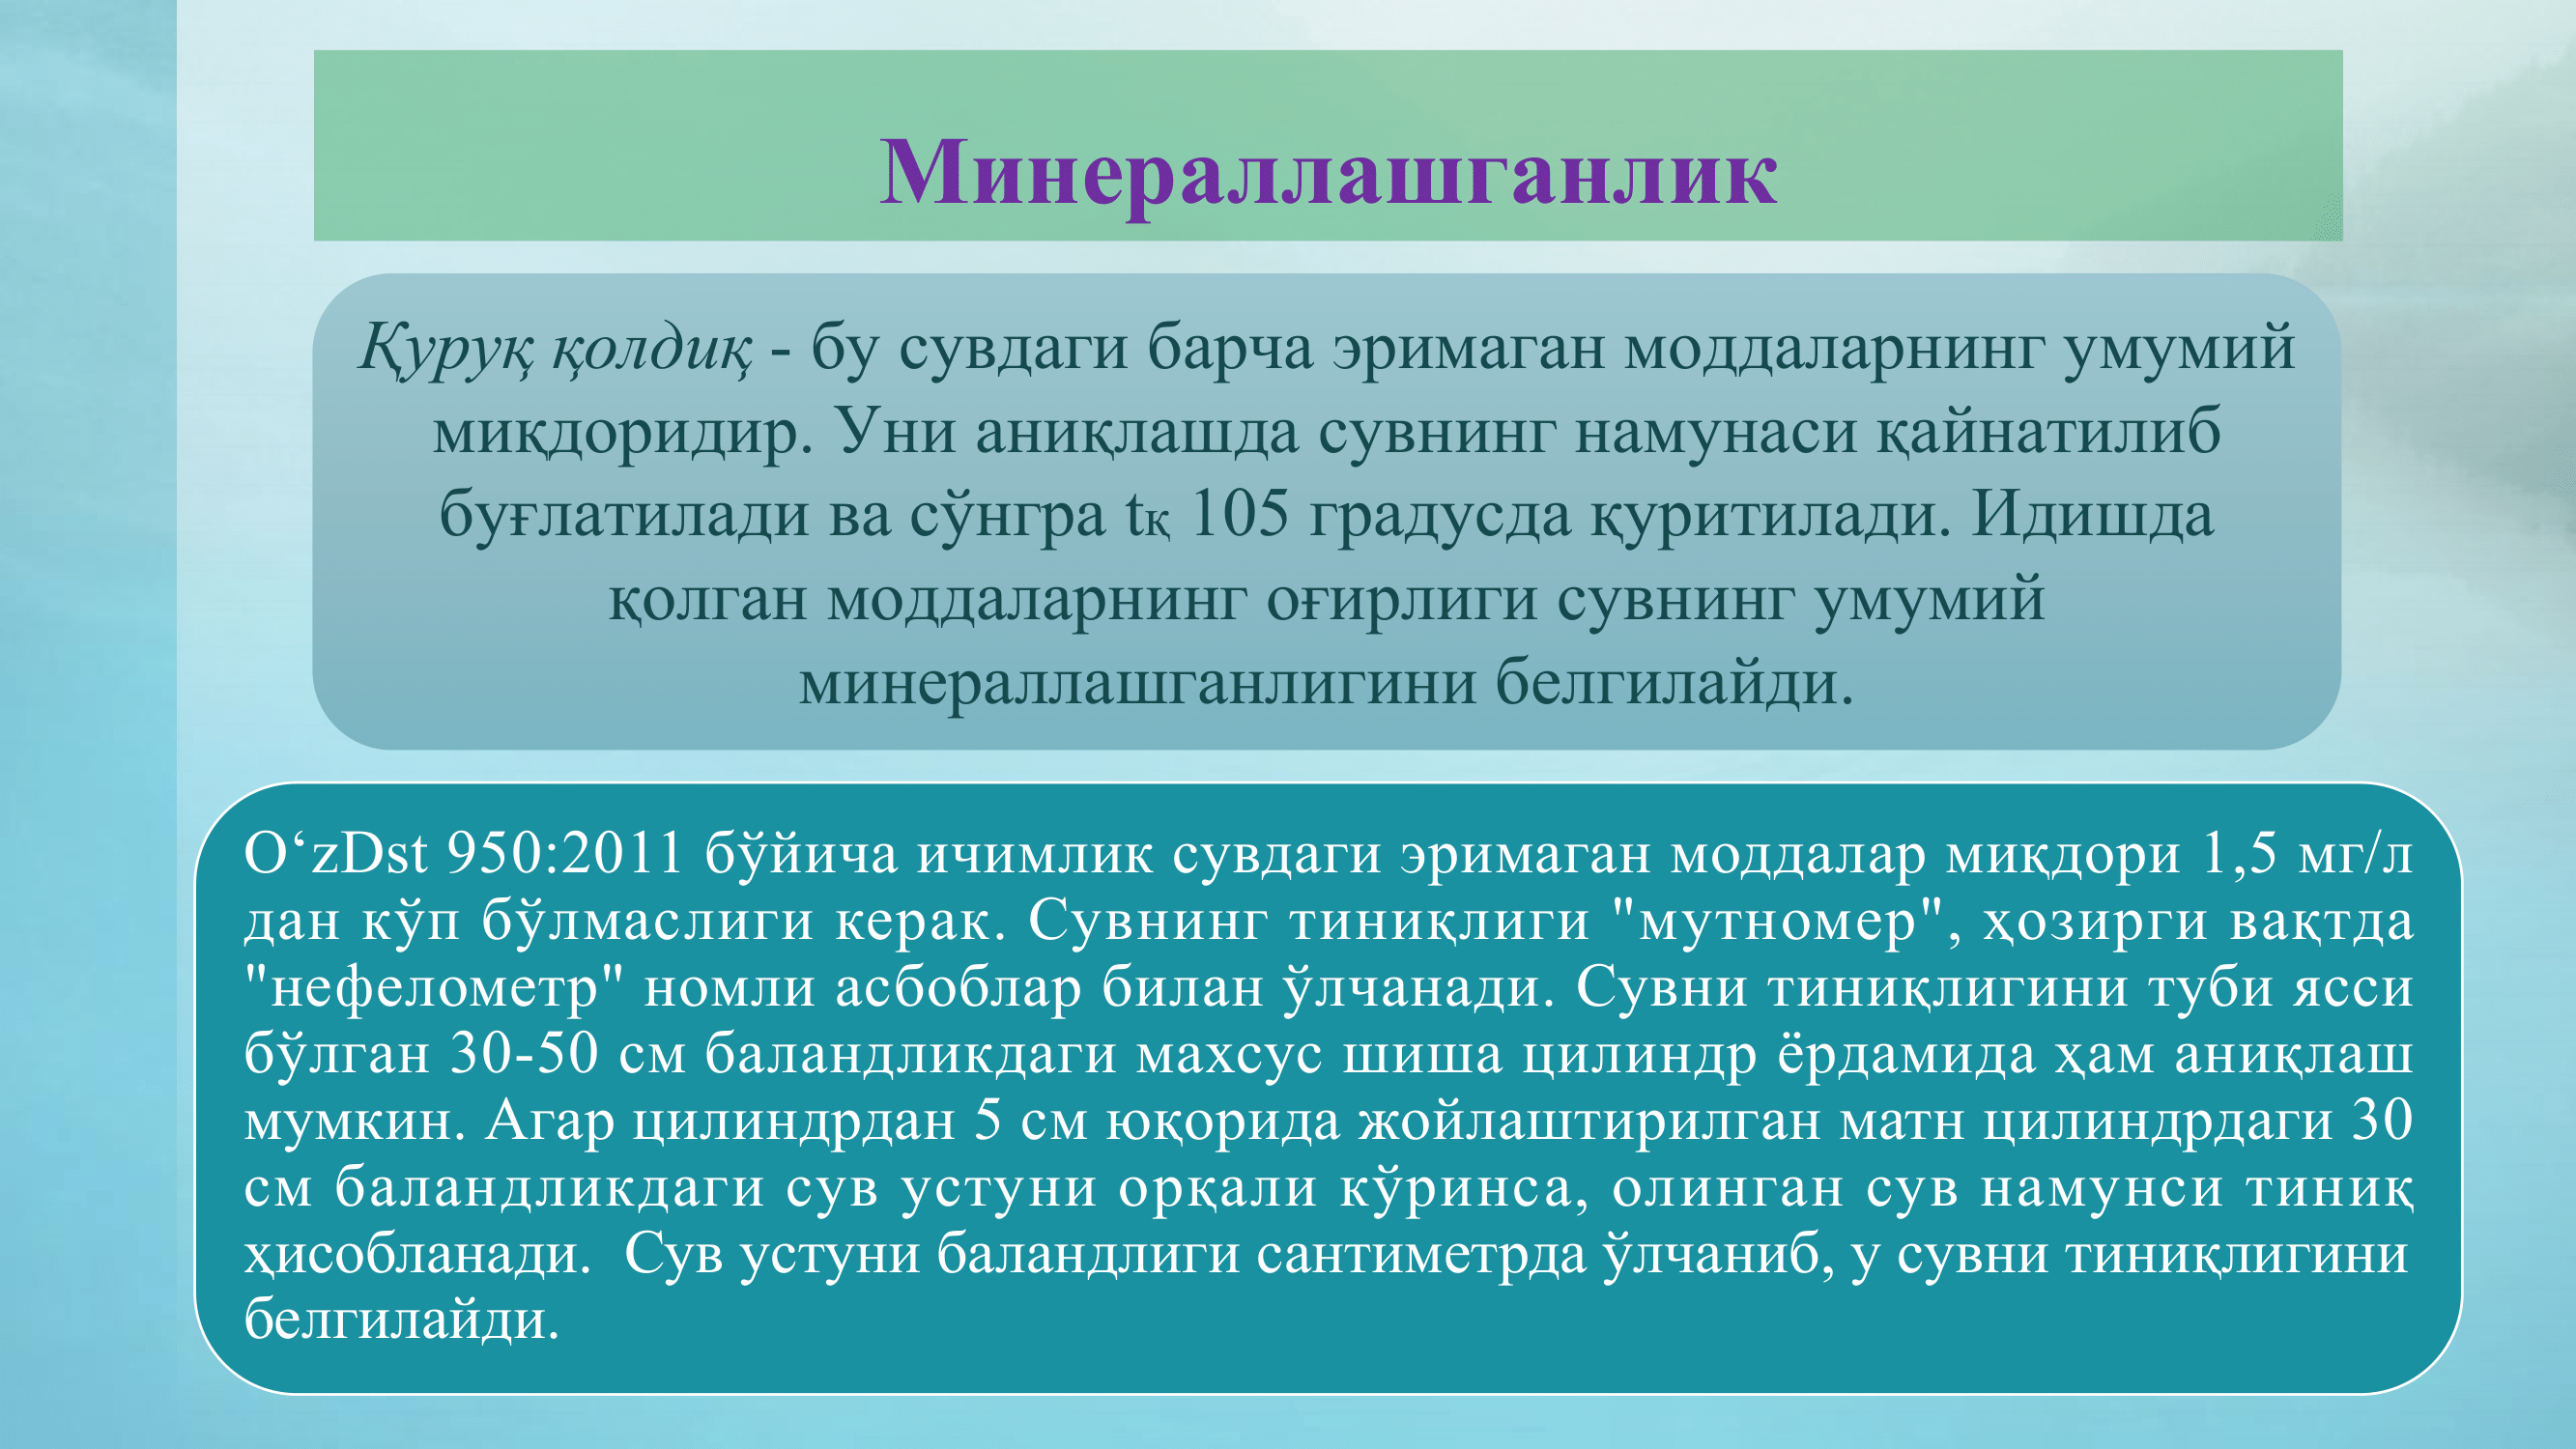 Минераллашганлик
Қуруқ қолдиқ - бу сувдаги барча эримаган моддаларнинг умумий
миқдоридир. Уни аниқлашда сувнинг намунаси қайнатилиб
буғлатилади ва сўнгра tқ 105 градусда қуритилади. Идишда
қолган моддаларнинг оғирлиги сувнинг умумий
минераллашганлигини белгилайди.
O‘zDst 950:2011 бўйича ичимлик сувдаги эримаган моддалар миқдори 1,5 мг/л
дан кўп бўлмаслиги керак. Сувнинг тиниқлиги "мутномер", ҳозирги вақтда
"нефелометр" номли асбоблар билан ўлчанади. Сувни тиниқлигини туби ясси
бўлган 30-50 см баландликдаги махсус шиша цилиндр ёрдамида ҳам аниқлаш
мумкин. Агар цилиндрдан 5 см юқорида жойлаштирилган матн цилиндрдаги 30
см баландликдаги сув устуни орқали кўринса, олинган сув намунси тиниқ
ҳисобланади.  Сув устуни баландлиги сантиметрда ўлчаниб, у сувни тиниқлигини
белгилайди.